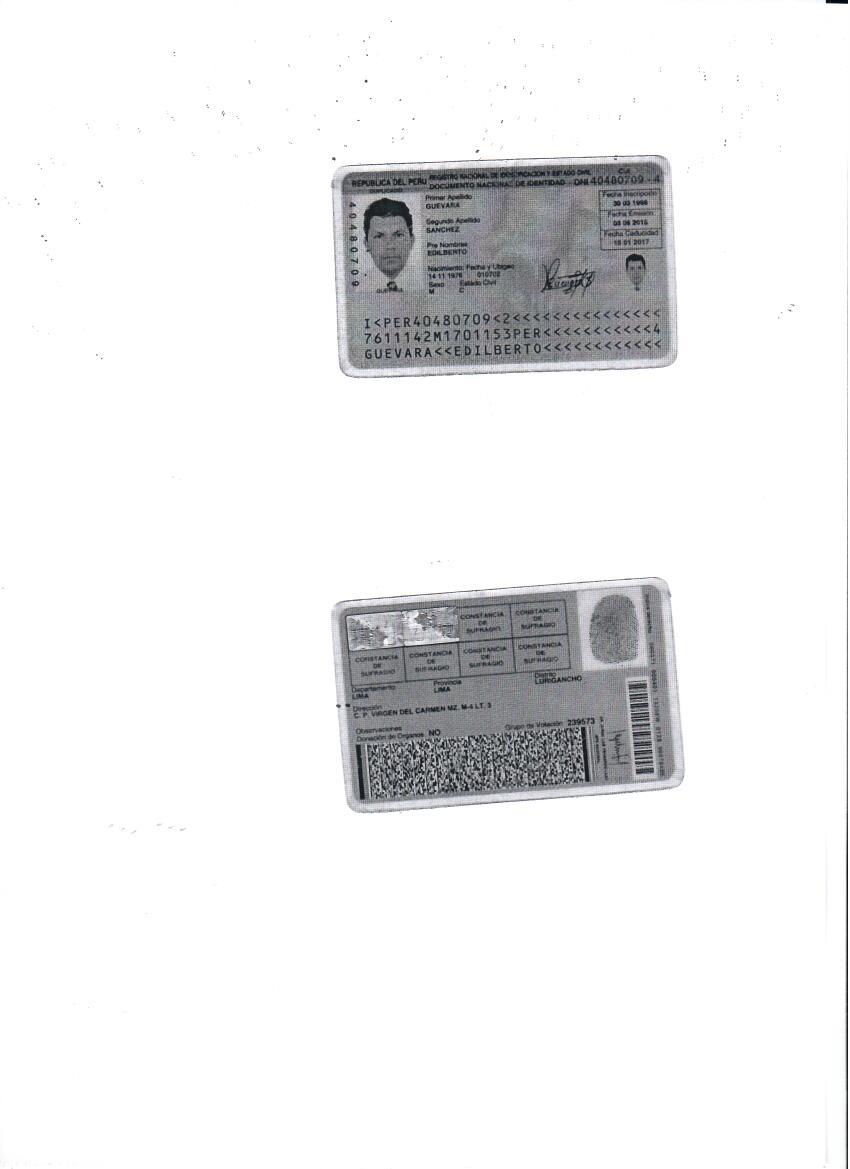 REPUBLICA DEL PERU
DUPLICADO
REGISTRO NACIONAL DE IDENTIFICACION Y ESTADO CIVIL
DOCUMENTO NACIONAL DE IDENTIDAD
DNI 40480709 - 4
40480709
Primer Apellido
GUEVARA
Segundo Apellido
SANCHEZ
Pre Nombres
EDILBERTO
Nacimiento: Fecha y Ubigeo
14 11 1976 010702
Sexo Estado Civil
M C
Fecha Inscripción
30 03 1998
Fecha Emisión
03 06 2015
Fecha Caducidad
15 01 2017
GUEVARA
I<PER40480709<2<<<<<<<<<<<<<<<
7611142M1701153PER<<<<<<<<<<<4
GUEVARA<<EDILBERTO<<<<<<<<<<<<
CONSTANCIA DE SUFRAGIO
CONSTANCIA DE SUFRAGIO
CONSTANCIA DE SUFRAGIO
CONSTANCIA DE SUFRAGIO
CONSTANCIA DE SUFRAGIO
CONSTANCIA DE SUFRAGIO
Departamento
LIMA
Provincia
LIMA
Distrito
LURIGANCHO
Dirección
C. P. VIRGEN DEL CARMEN MZ. M-4 LT. 3
Observaciones
Donación de Organos NO
Grupo de Votación 239573